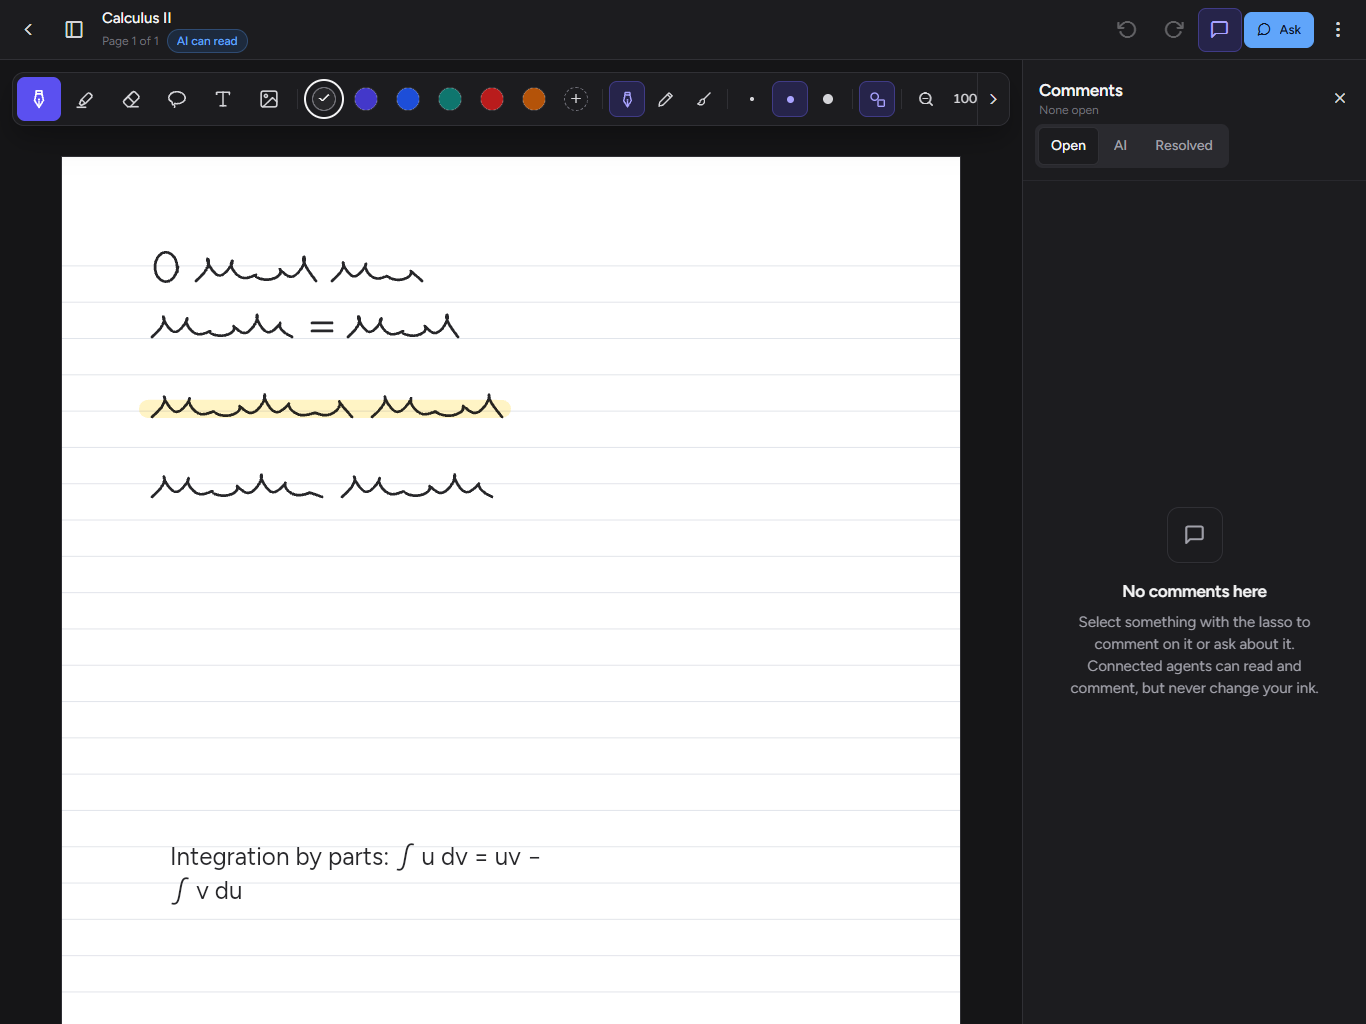 Calculus II
Page 1 of 1 AI can read
Ask
100
Comments
None open
Open AI Resolved
O
=
Integration by parts: ∫ u dv = uv −
∫ v du
No comments here
Select something with the lasso to
comment on it or ask about it.
Connected agents can read and
comment, but never change your ink.